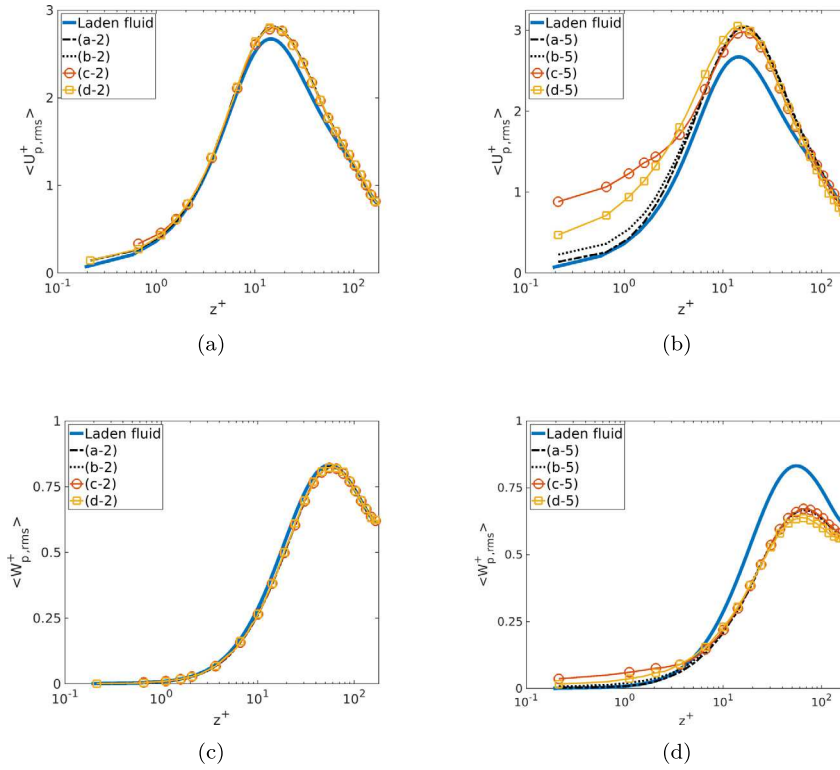 3
2
1
0
<U+p,rms>
Laden fluid
(a-2)
(b-2)
(c-2)
(d-2)
10-1 100 101 102
z+
(a)
3
2
1
0
<U+p,rms>
Laden fluid
(a-5)
(b-5)
(c-5)
(d-5)
10-1 100 101 102
z+
(b)
1
0.75
0.5
0.25
0
<W+p,rms>
Laden fluid
(a-2)
(b-2)
(c-2)
(d-2)
10-1 100 101 102
z+
(c)
1
0.75
0.5
0.25
0
<W+p,rms>
Laden fluid
(a-5)
(b-5)
(c-5)
(d-5)
10-1 100 101 102
z+
(d)